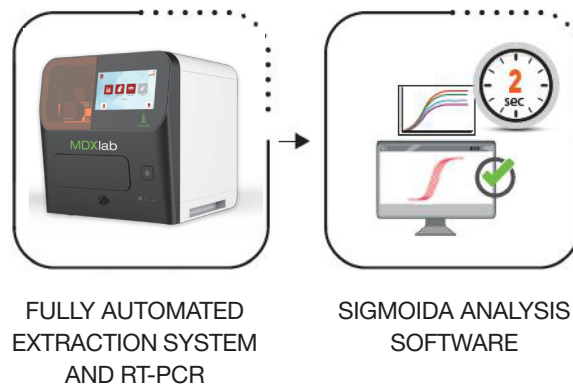 MDXlab
2
sec
FULLY AUTOMATED
EXTRACTION SYSTEM
AND RT-PCR
SIGMOIDA ANALYSIS
SOFTWARE